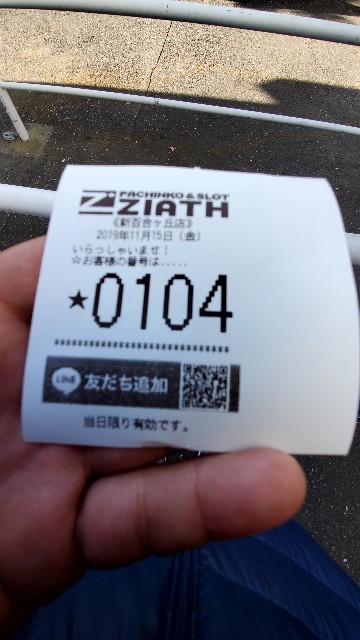 PACHINKO & SLOT
ZIATH
《新百合ヶ丘店》
2019年11月15日（金）
いらっしゃいませ！
☆お客様の番号は.....
★0104
LINE 友だち追加
当日限り有効です。